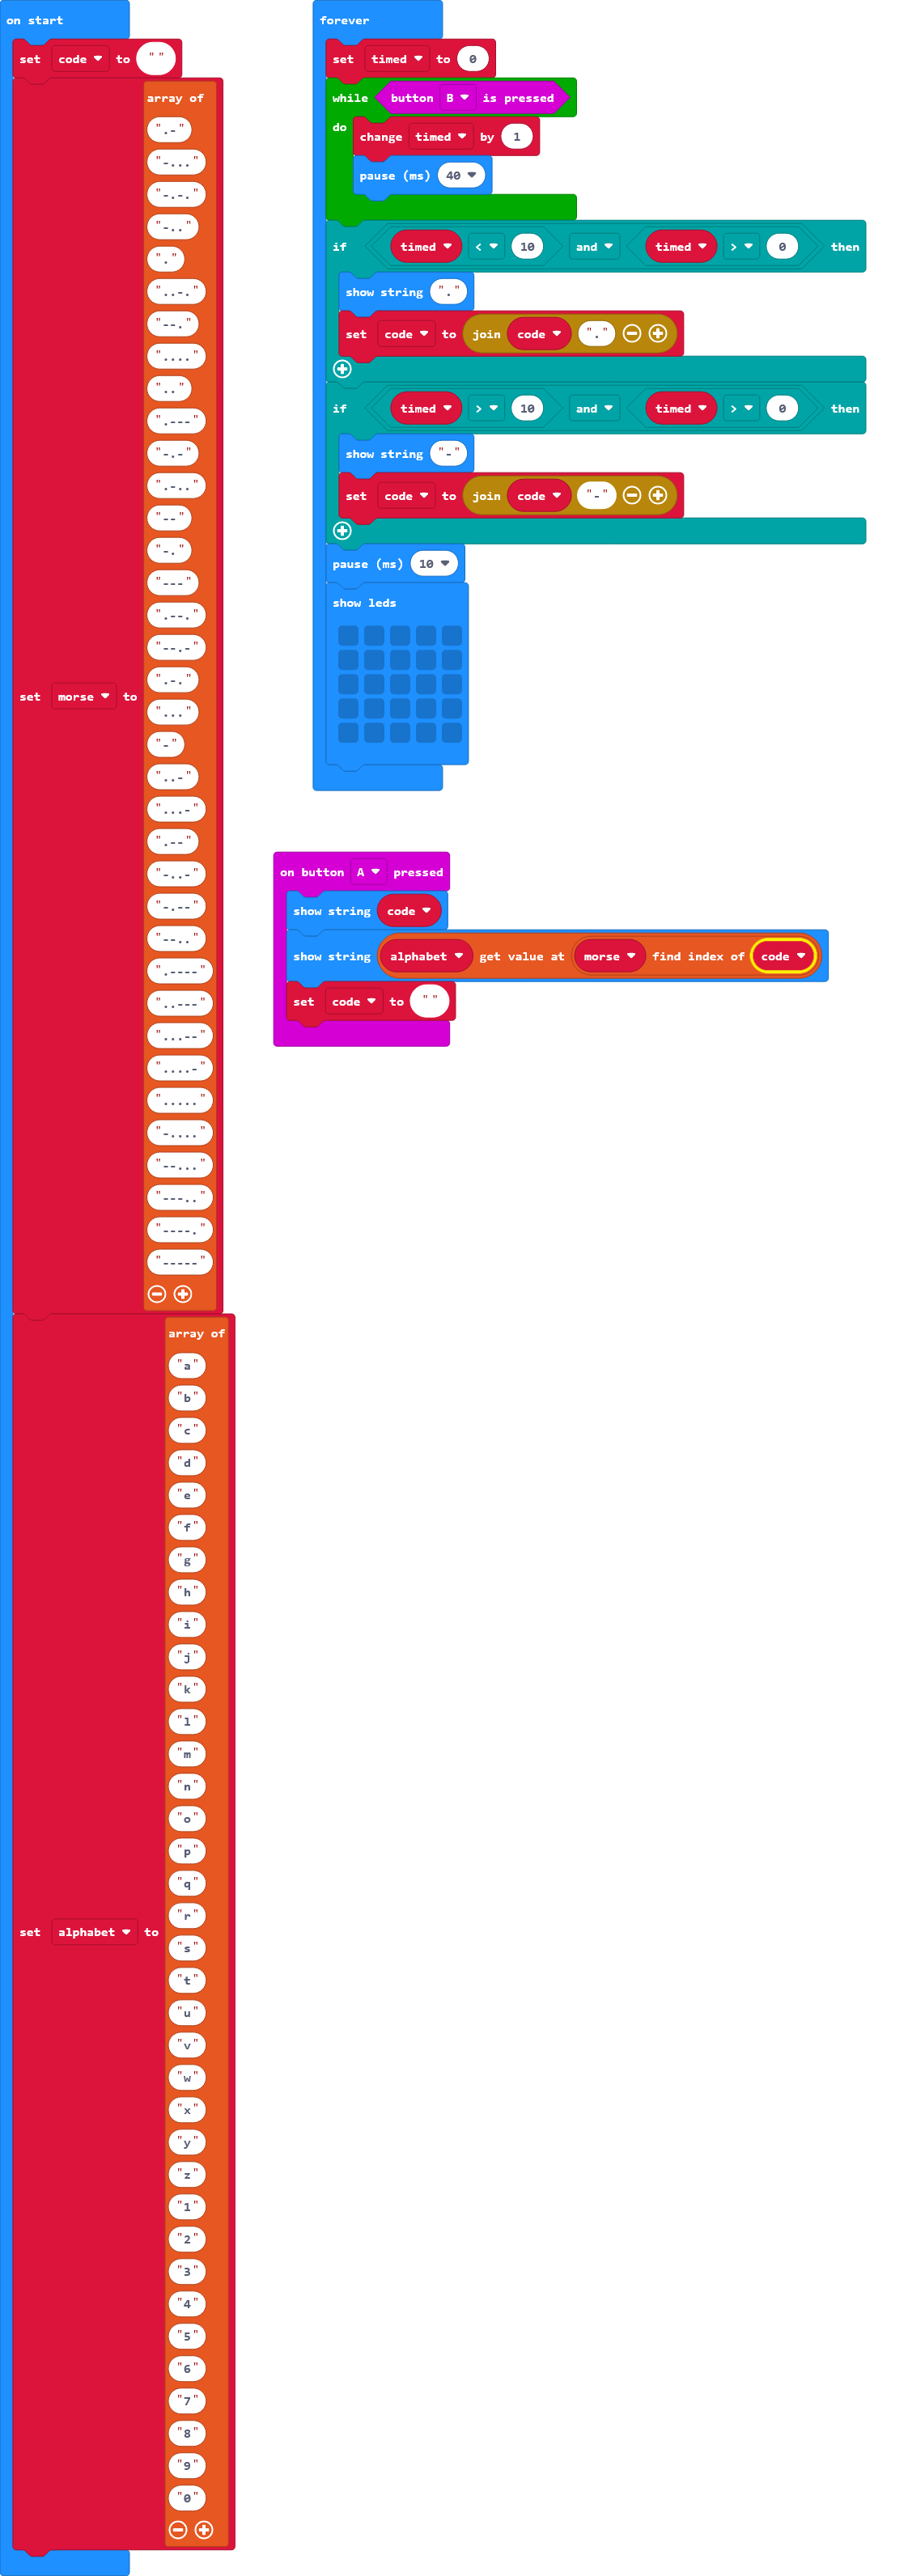 on start
set code to " "
set morse to
array of
".-"
"-..."
"-.-."
"-.."
"."
"..-."
"--."
"...."
".."
".---"
"-.-"
".-.."
"--"
"-."
"---"
".--."
"--.-"
".-."
"..."
"-"
"..-"
"...-"
".--"
"-..-"
"-.--"
"--.."
".----"
"..---"
"...--"
"....-"
"....."
"-...."
"--..."
"---.."
"----."
"-----"
set alphabet to
array of
"a"
"b"
"c"
"d"
"e"
"f"
"g"
"h"
"i"
"j"
"k"
"l"
"m"
"n"
"o"
"p"
"q"
"r"
"s"
"t"
"u"
"v"
"w"
"x"
"y"
"z"
"1"
"2"
"3"
"4"
"5"
"6"
"7"
"8"
"9"
"0"
forever
set timed to 0
while button B is pressed
do
change timed by 1
pause (ms) 40
if timed < 10 and timed > 0 then
show string "."
set code to join code "."
if timed > 10 and timed > 0 then
show string "-"
set code to join code "-"
pause (ms) 10
show leds
on button A pressed
show string code
show string alphabet get value at morse find index of code
set code to " "